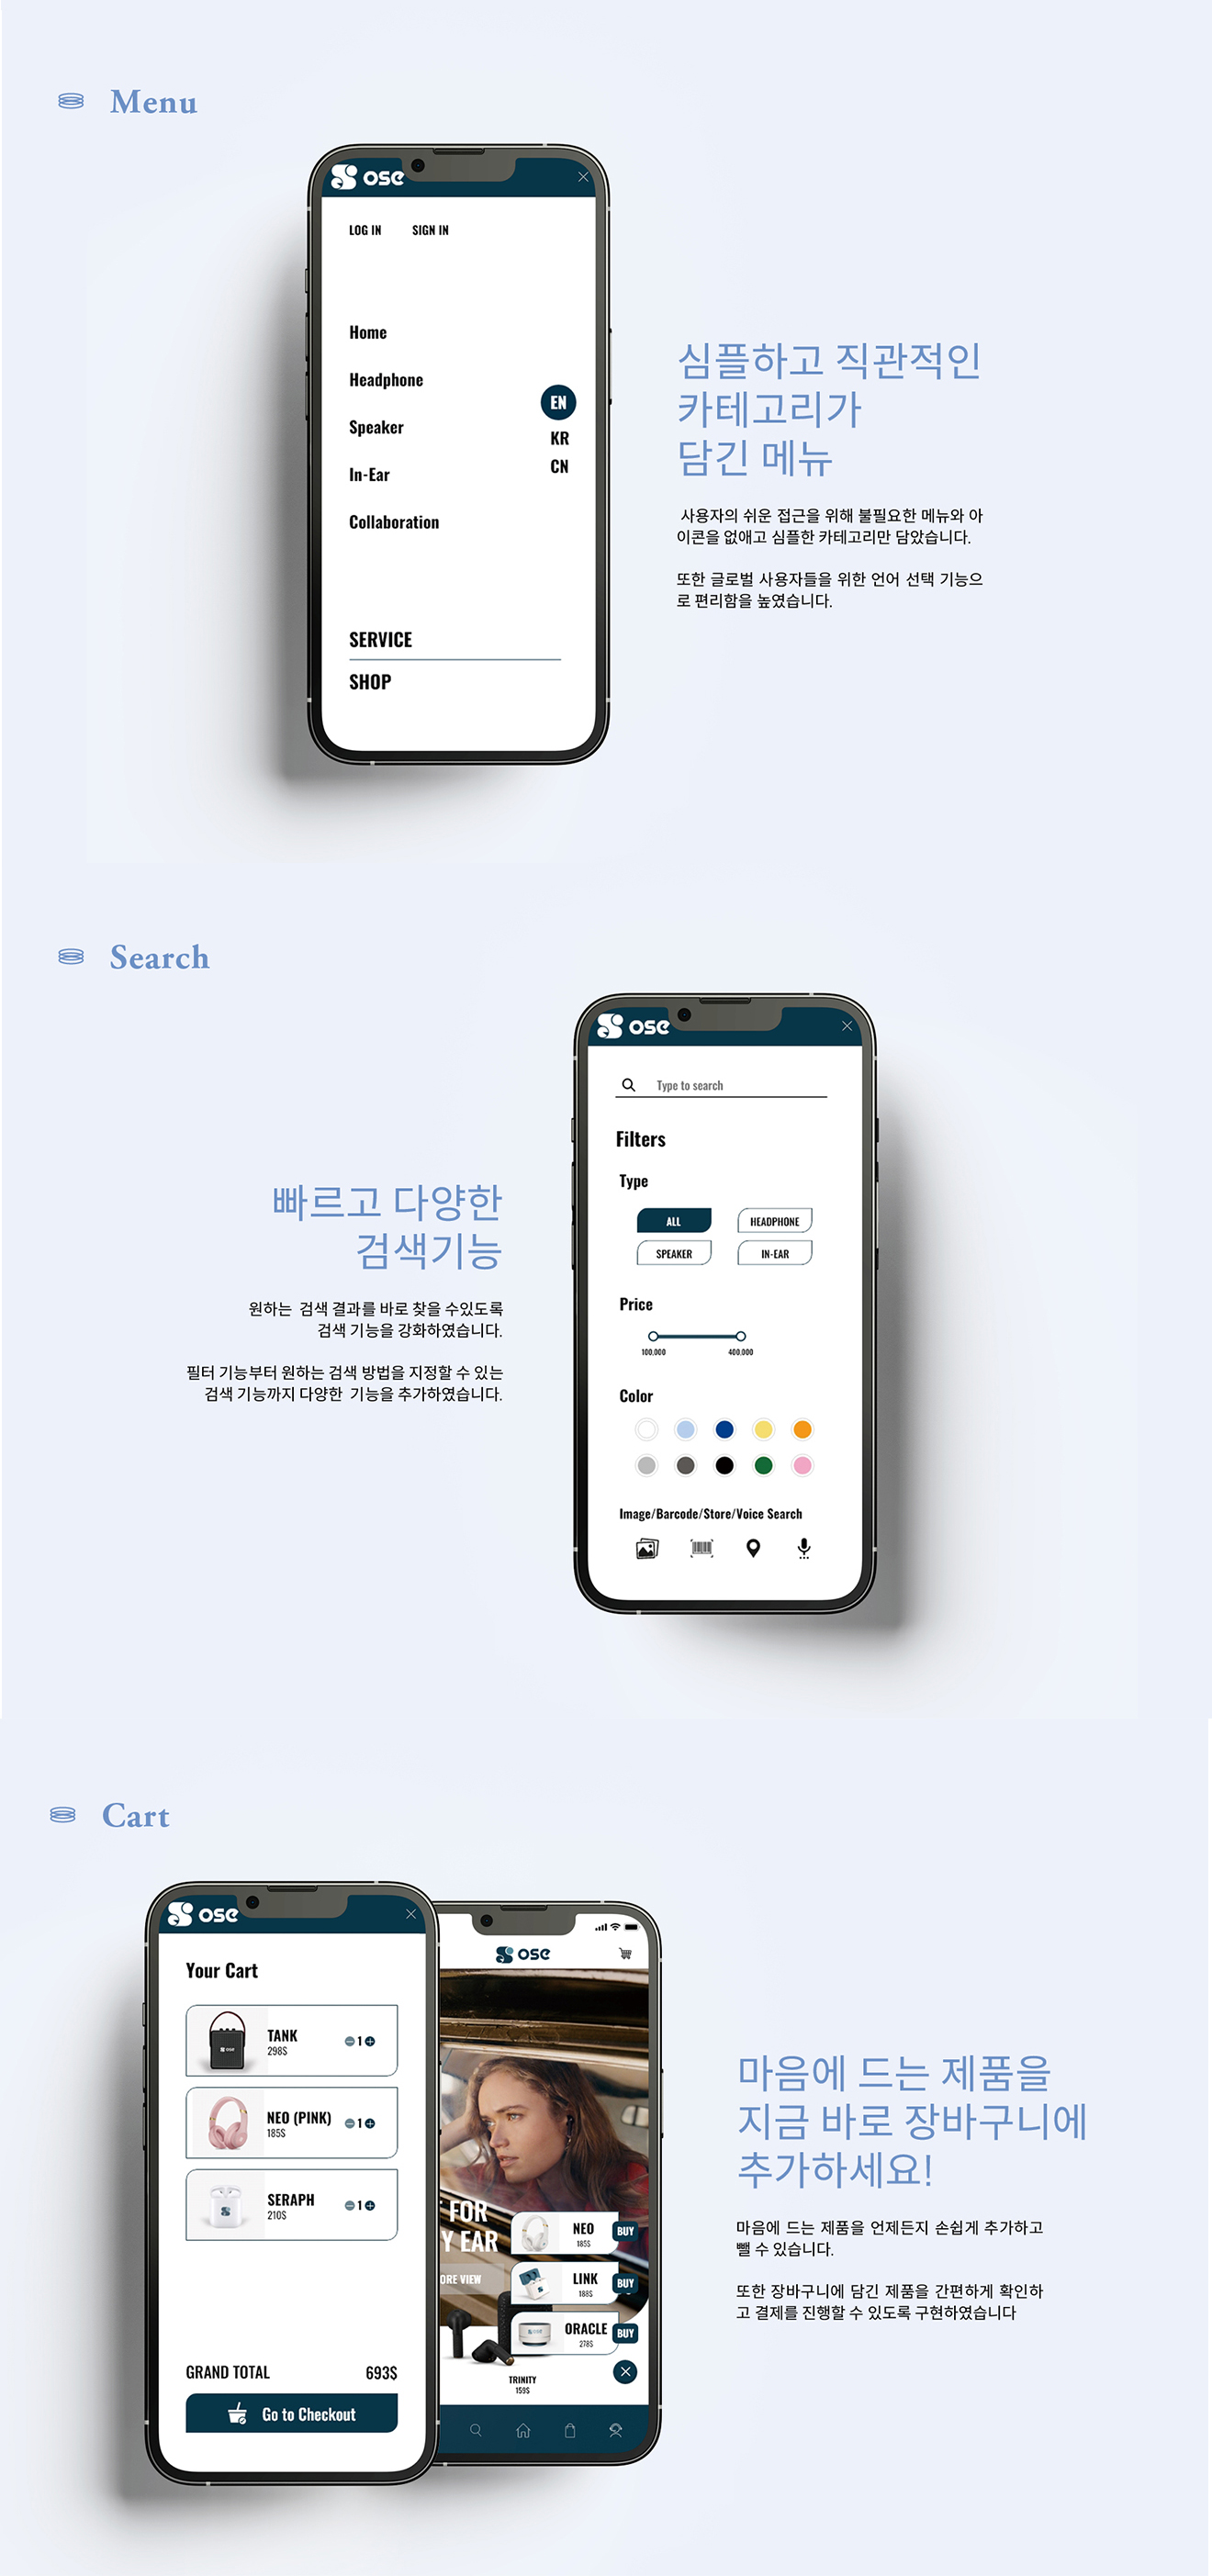 Menu
ose
LOG IN SIGN IN
Home
Headphone
Speaker
In-Ear
Collaboration
EN
KR
CN
SERVICE
SHOP
심플하고 직관적인
카테고리가
담긴 메뉴
사용자의 쉬운 접근을 위해 불필요한 메뉴와 아
이콘을 없애고 심플한 카테고리만 담았습니다.
또한 글로벌 사용자들을 위한 언어 선택 기능으
로 편리함을 높였습니다.
Search
빠르고 다양한
검색기능
원하는 검색 결과를 바로 찾을 수있도록
검색 기능을 강화하였습니다.
필터 기능부터 원하는 검색 방법을 지정할 수 있는
검색 기능까지 다양한 기능을 추가하였습니다.
ose
Type to search
Filters
Type
ALL HEADPHONE
SPEAKER IN-EAR
Price
100,000 400,000
Color
Image/Barcode/Store/Voice Search
Cart
ose
Your Cart
TANK
298$
1
NEO (PINK)
185$
1
SERAPH
210$
1
GRAND TOTAL 693$
Go to Checkout
ose
FOR
Y EAR
ORE VIEW
NEO
185$
BUY
LINK
188$
BUY
ORACLE
278$
BUY
TRINITY
159$
마음에 드는 제품을
지금 바로 장바구니에
추가하세요!
마음에 드는 제품을 언제든지 손쉽게 추가하고
뺄 수 있습니다.
또한 장바구니에 담긴 제품을 간편하게 확인하
고 결제를 진행할 수 있도록 구현하였습니다